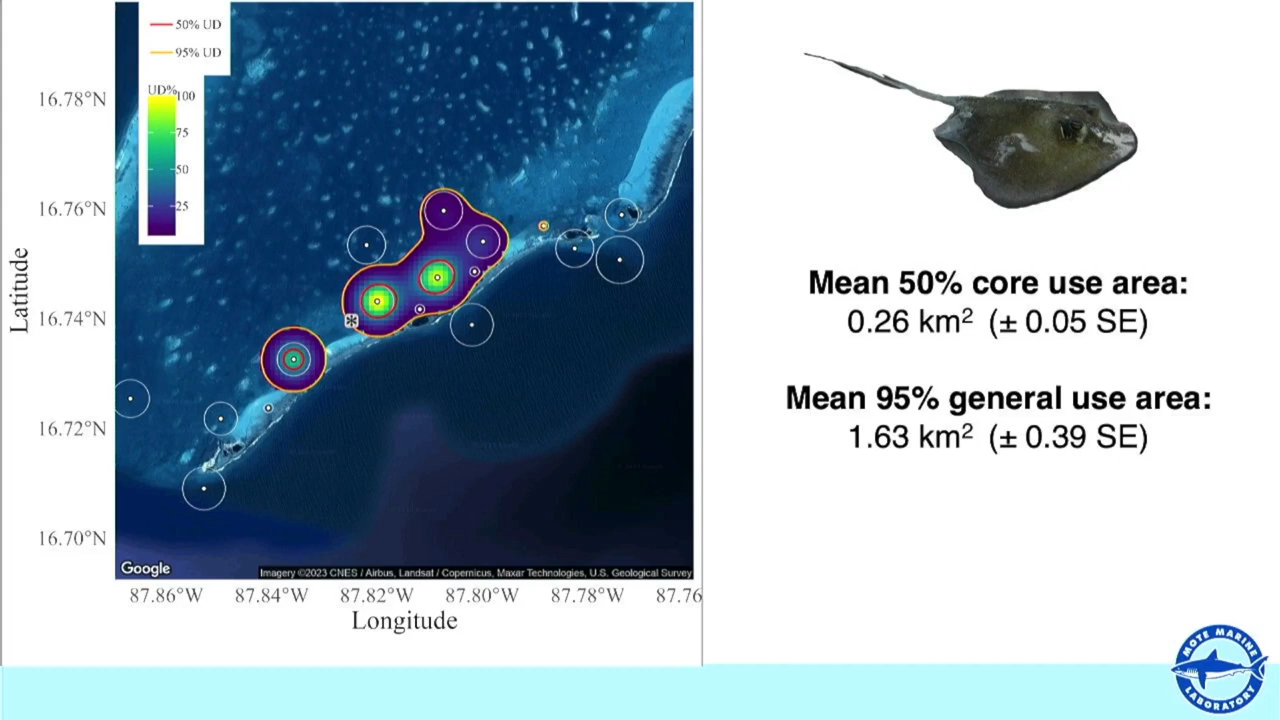 50% UD
95% UD
UD%
100
75
50
25
16.78°N
16.76°N
16.74°N
16.72°N
16.70°N
Latitude
*
Google
Imagery ©2023 CNES / Airbus, Landsat / Copernicus, Maxar Technologies, U.S. Geological Survey
87.86°W 87.84°W 87.82°W 87.80°W 87.78°W 87.76
Longitude
Mean 50% core use area:
0.26 km² (± 0.05 SE)
Mean 95% general use area:
1.63 km² (± 0.39 SE)
MOTE MARINE
LABORATORY